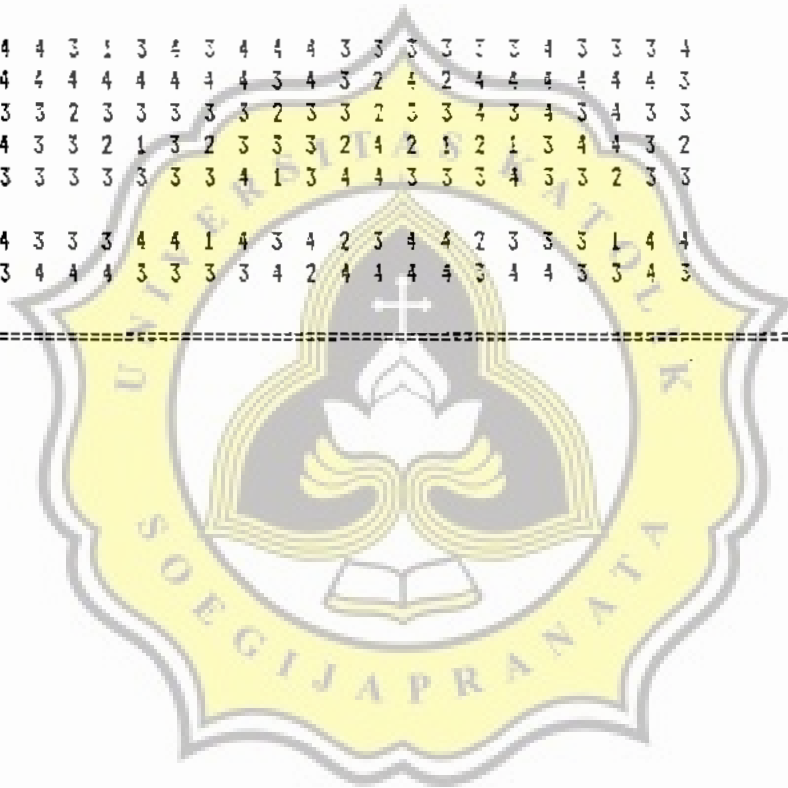 4 4 3 1 3 4 3 4 4 4 3 3 3 3 3 3 4 3 3 3 4
4 4 4 4 4 4 4 4 3 4 3 2 4 2 4 4 4 4 4 4 3
3 3 2 3 3 3 3 3 2 3 3 2 3 3 4 3 4 3 4 3 3
4 3 3 2 1 3 2 3 3 3 2 4 2 1 2 1 3 4 4 3 2
3 3 3 3 3 3 3 4 1 3 4 4 3 3 3 4 3 3 2 3 3
4 3 3 3 4 4 1 4 3 4 2 3 4 4 2 3 3 3 1 4 4
3 4 4 4 3 3 3 3 4 2 4 4 4 4 3 4 4 3 3 4 3
UNIVERSITAS KATOLIK
SOEGIJAPRANATA